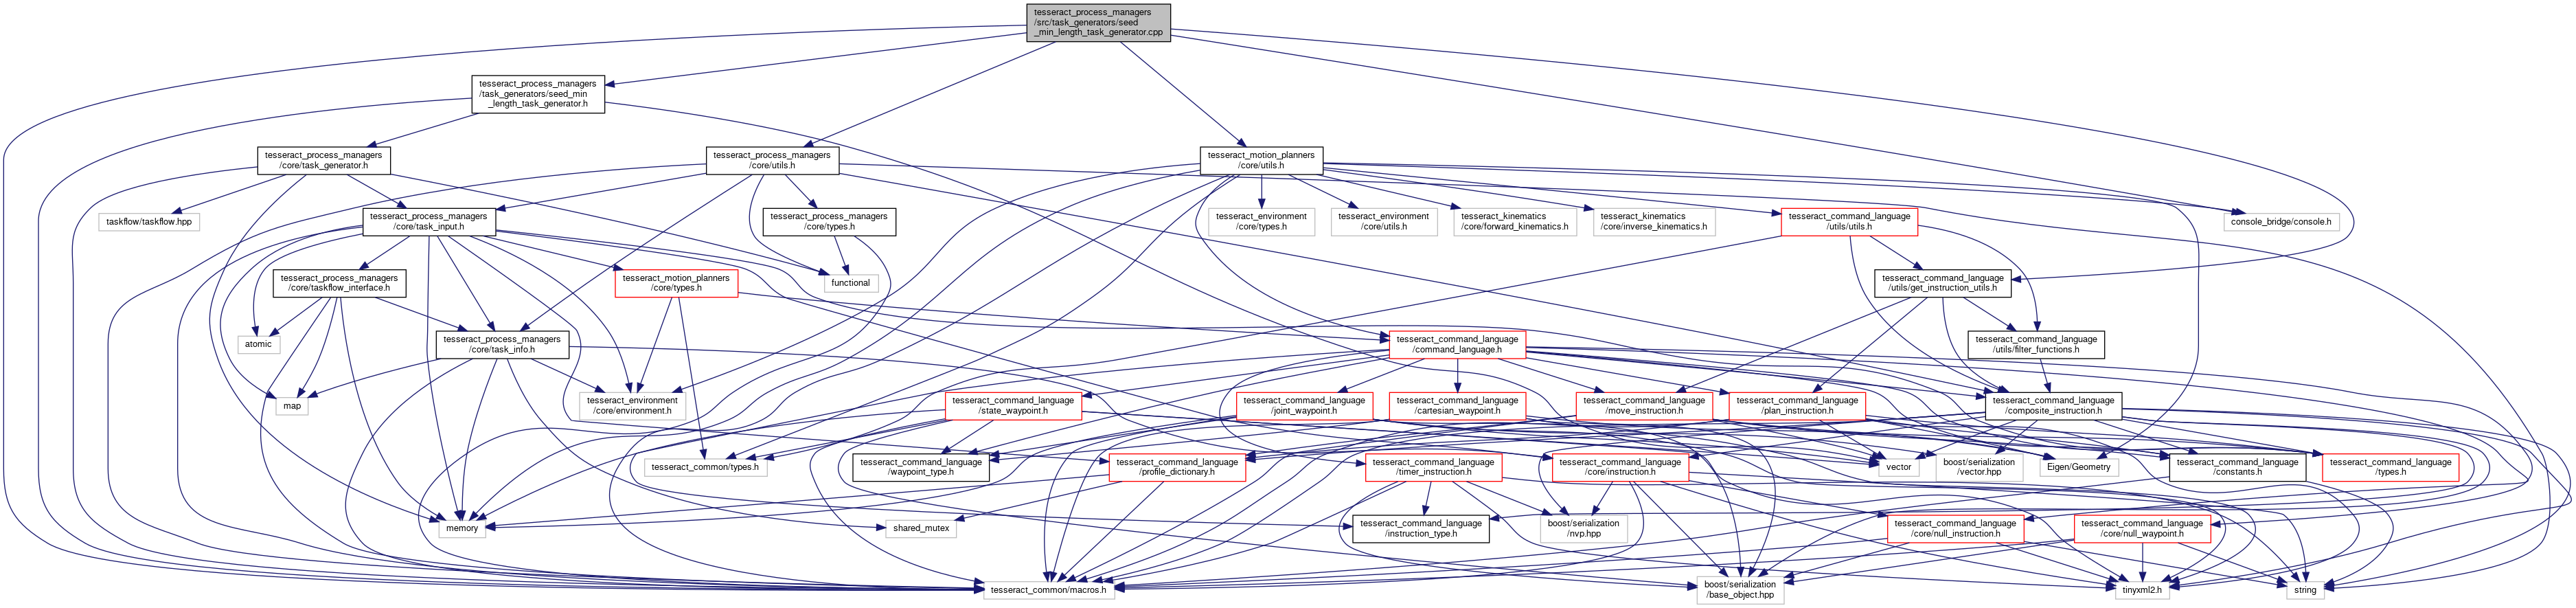 tesseract_process_managers
/src/task_generators/seed
_min_length_task_generator.cpp
tesseract_process_managers
/task_generators/seed_min
_length_task_generator.h
tesseract_process_managers
/core/task_generator.h
tesseract_process_managers
/core/utils.h
tesseract_motion_planners
/core/utils.h
taskflow/taskflow.hpp
tesseract_process_managers
/core/task_input.h
tesseract_process_managers
/core/types.h
tesseract_environment
/core/types.h
tesseract_environment
/core/utils.h
tesseract_kinematics
/core/forward_kinematics.h
tesseract_kinematics
/core/inverse_kinematics.h
tesseract_command_language
/utils/utils.h
console_bridge/console.h
tesseract_process_managers
/core/taskflow_interface.h
tesseract_motion_planners
/core/types.h
functional
tesseract_command_language
/utils/get_instruction_utils.h
atomic
tesseract_process_managers
/core/task_info.h
tesseract_command_language
/command_language.h
tesseract_command_language
/utils/filter_functions.h
map
tesseract_environment
/core/environment.h
tesseract_command_language
/state_waypoint.h
tesseract_command_language
/joint_waypoint.h
tesseract_command_language
/cartesian_waypoint.h
tesseract_command_language
/move_instruction.h
tesseract_command_language
/plan_instruction.h
tesseract_command_language
/composite_instruction.h
tesseract_common/types.h
tesseract_command_language
/waypoint_type.h
tesseract_command_language
/profile_dictionary.h
tesseract_command_language
/timer_instruction.h
tesseract_command_language
/core/instruction.h
vector
boost/serialization
/vector.hpp
Eigen/Geometry
tesseract_command_language
/constants.h
tesseract_command_language
/types.h
memory
shared_mutex
tesseract_command_language
/instruction_type.h
boost/serialization
/nvp.hpp
tesseract_command_language
/core/null_instruction.h
tesseract_command_language
/core/null_waypoint.h
tesseract_common/macros.h
boost/serialization
/base_object.hpp
tinyxml2.h
string